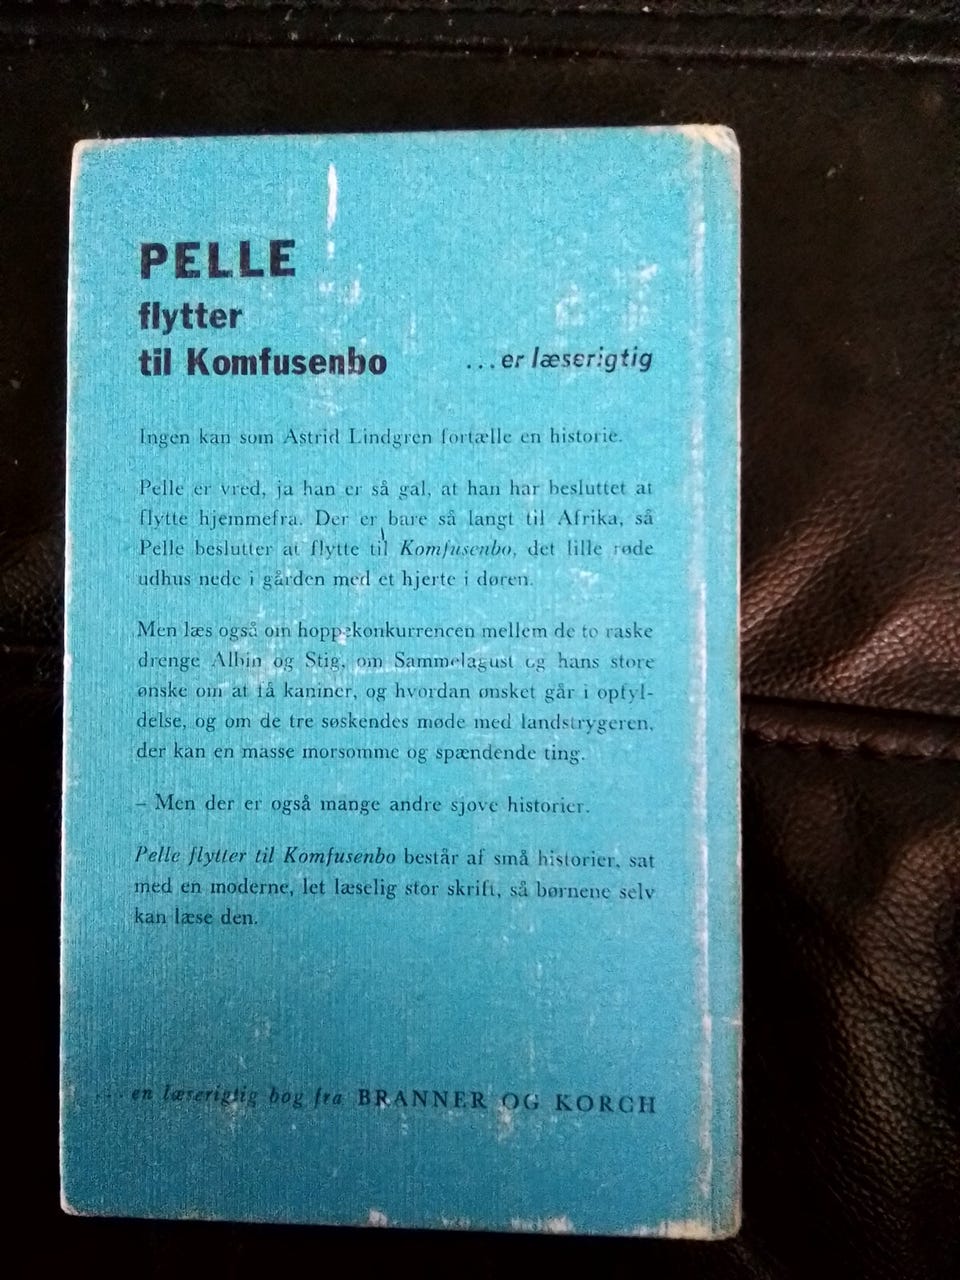 PELLE
flytter
til Komfusenbo ...er læserigtig
Ingen kan som Astrid Lindgren fortælle en historie.
Pelle er vred, ja han er så gal, at han har besluttet at
flytte hjemmefra. Der er bare så langt til Afrika, så
Pelle beslutter at flytte til Komfusenbo, det lille røde
udhus nede i gården med et hjerte i døren.
Men læs også om hoppekonkurrencen mellem de to raske
drenge Albin og Stig, om Sammelagust og hans store
ønske om at få kaniner, og hvordan ønsket går i opfyl-
delse, og om de tre søskendes møde med landstrygeren,
der kan en masse morsomme og spændende ting.
– Men der er også mange andre sjove historier.
Pelle flytter til Komfusenbo består af små historier, sat
med en moderne, let læselig stor skrift, så børnene selv
kan læse den.
... en læserigtig bog fra BRANNER OG KORCH